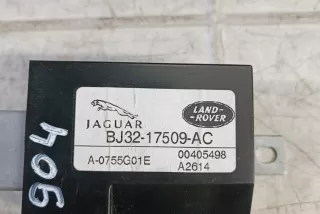 LAND-
ROVER
JAGUAR
BJ32-17509-AC
A-0755G01E 00405498
A2614
904